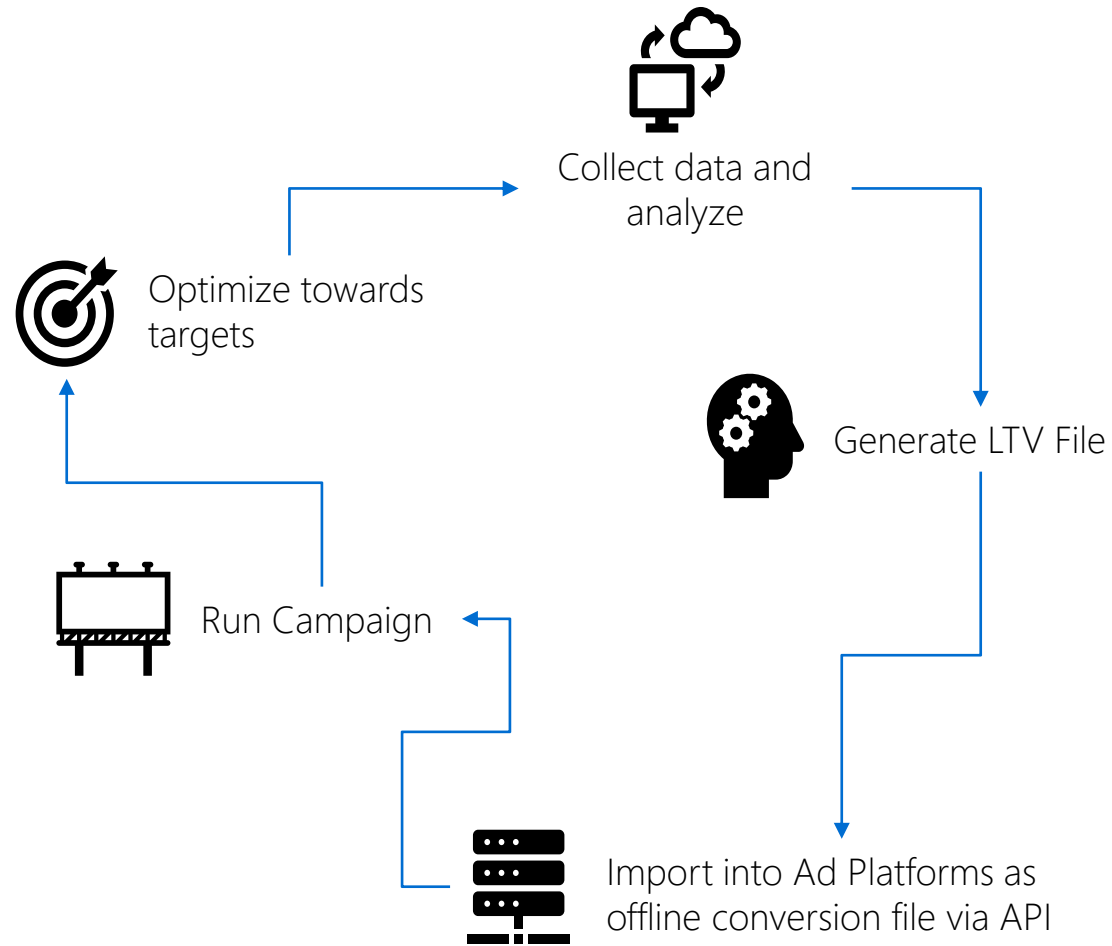 Collect data and
analyze
Optimize towards
targets
Generate LTV File
Run Campaign
Import into Ad Platforms as
offline conversion file via API